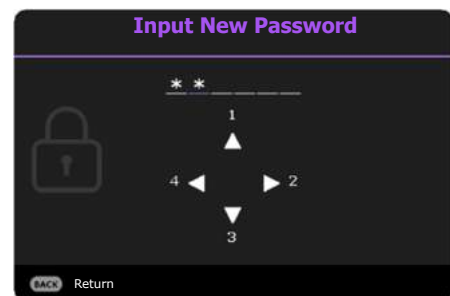 Input New Password
* * _ _ _ _
1
4 2
3
BACK Return